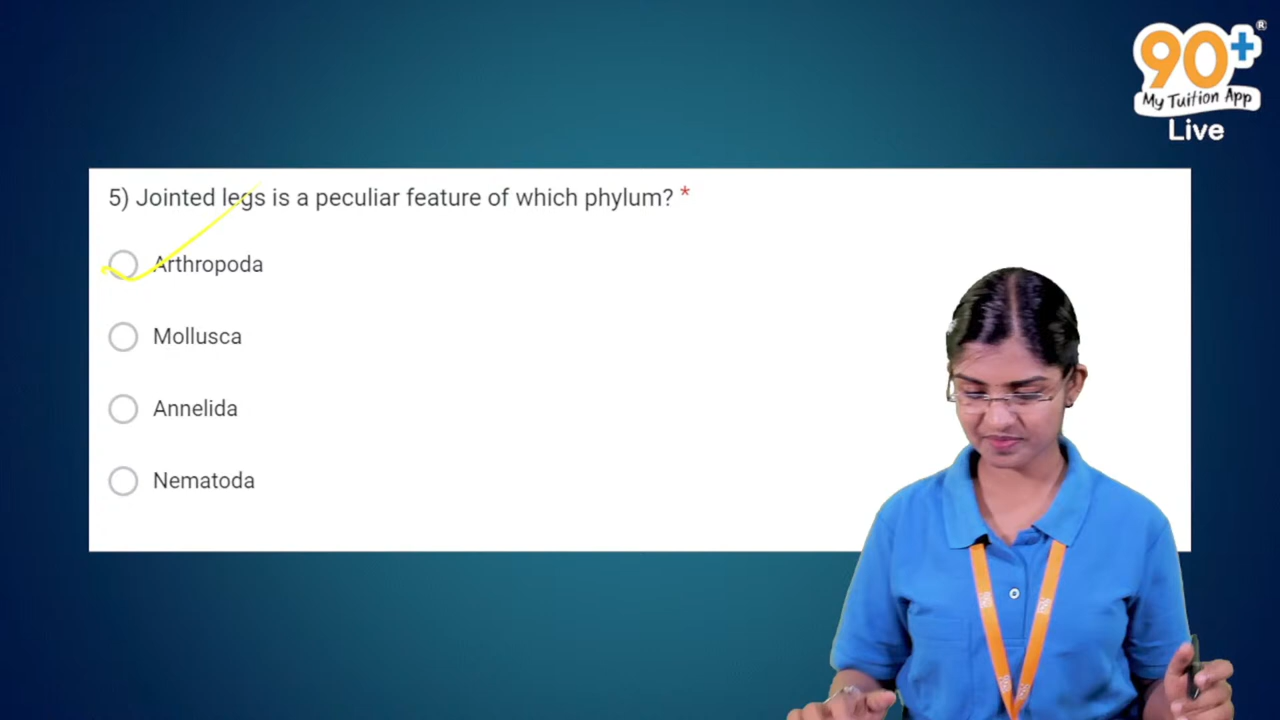 90+
®
My Tuition App
Live
5) Jointed legs is a peculiar feature of which phylum? *
Arthropoda
Mollusca
Annelida
Nematoda